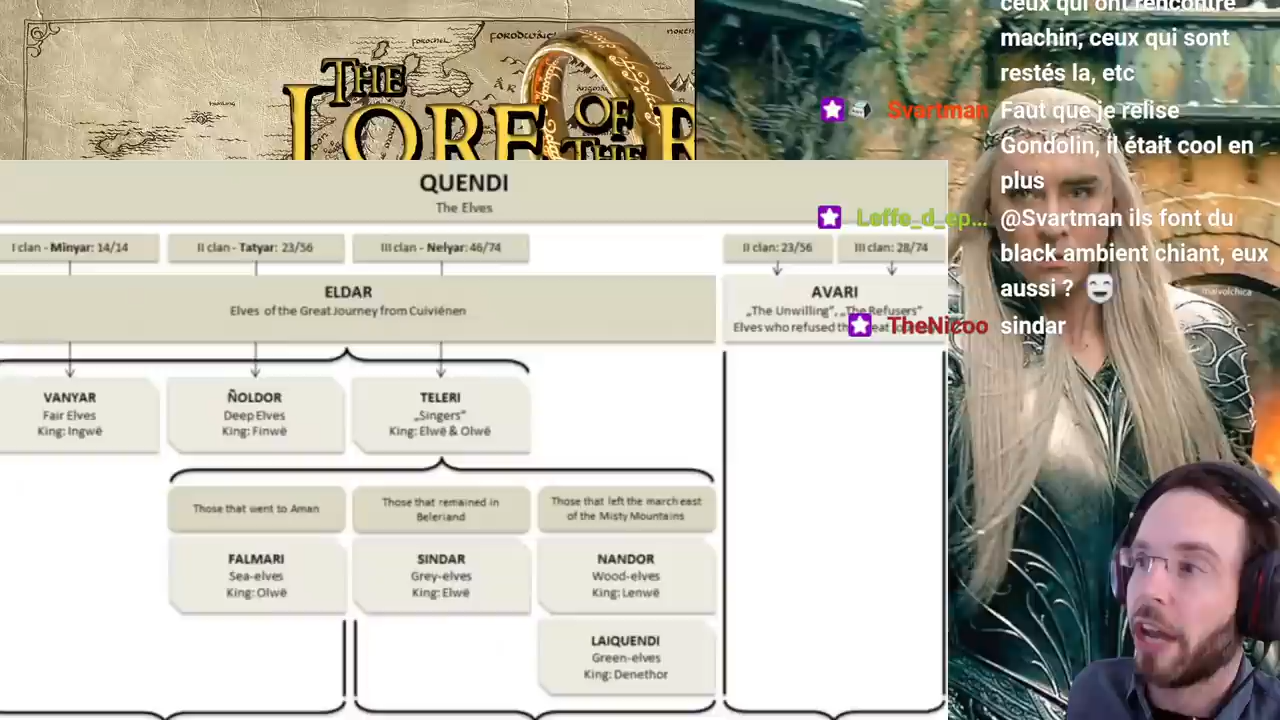 THE
LORE OF
THE
R
FOROCHEL
FORODWAITH
QUENDI
The Elves
I clan - Minyar: 14/14
II clan - Tatyar: 23/56
III clan - Nelyar: 46/74
II clan: 23/56
III clan: 28/74
ELDAR
Elves of the Great Journey from Cuiviénen
AVARI
„The Unwilling”, „The Refusers”
Elves who refused
VANYAR
Fair Elves
King: Ingwë
ÑOLDOR
Deep Elves
King: Finwë
TELERI
„Singers”
King: Elwë & Olwë
Those that went to Aman
Those that remained in
Beleriand
Those that left the march east
of the Misty Mountains
FALMARI
Sea-elves
King: Olwë
SINDAR
Grey-elves
King: Elwë
NANDOR
Wood-elves
King: Lenwë
LAIQUENDI
Green-elves
King: Denethor
ceux qui ont rencontré
machin, ceux qui sont
restés la, etc
Svartman Faut que je relise
Gondolin, il était cool en
plus
Leffe_d_ep... @Svartman ils font du
black ambient chiant, eux
aussi ?
TheNicoo sindar